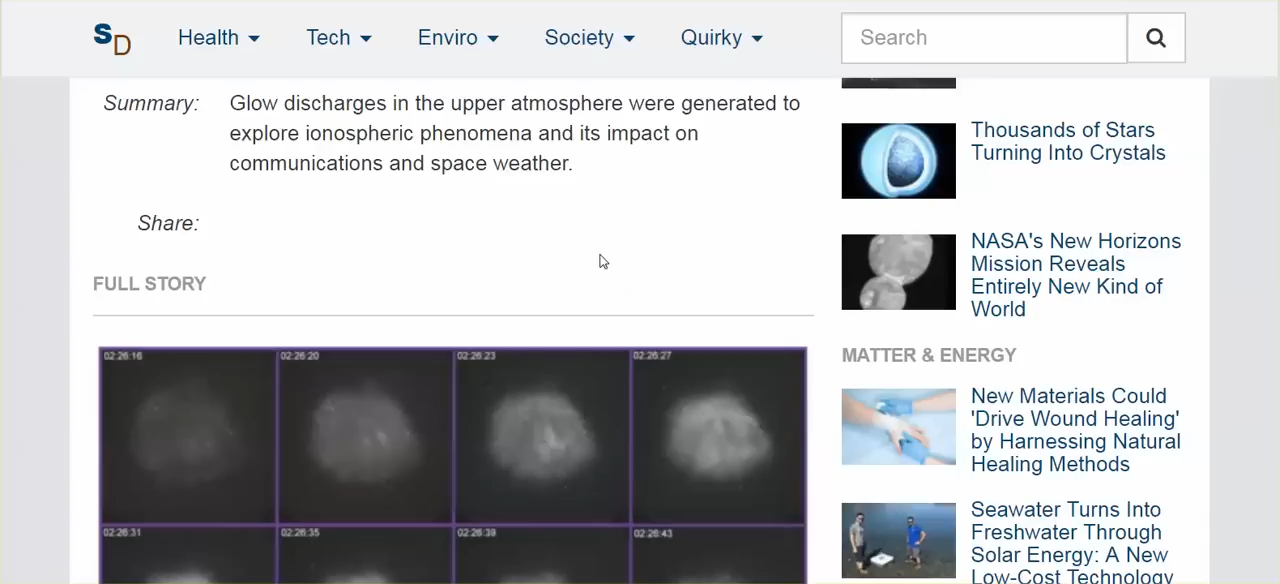 SD
Health
Tech
Enviro
Society
Quirky
Search
Summary:
Glow discharges in the upper atmosphere were generated to
explore ionospheric phenomena and its impact on
communications and space weather.
Share:
FULL STORY
02:26:16
02:26:20
02:26:23
02:26:27
02:26:31
02:26:35
02:26:39
02:26:43
Thousands of Stars
Turning Into Crystals
NASA's New Horizons
Mission Reveals
Entirely New Kind of
World
MATTER & ENERGY
New Materials Could
'Drive Wound Healing'
by Harnessing Natural
Healing Methods
Seawater Turns Into
Freshwater Through
Solar Energy: A New
Low-Cost Technology